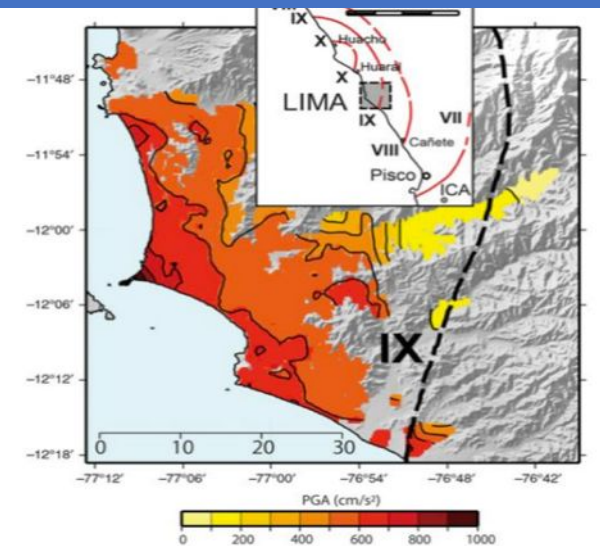 IX
X
Huacho
Huaral
X
LIMA
IX
VII
VIII
Cañete
Pisco
ICA
−11°48'
−11°54'
−12°00'
−12°06'
−12°12'
−12°18'
IX
0 10 20 30
−77°12' −77°06' −77°00' −76°54' −76°48' −76°42'
PGA (cm/s²)
0 200 400 600 800 1000